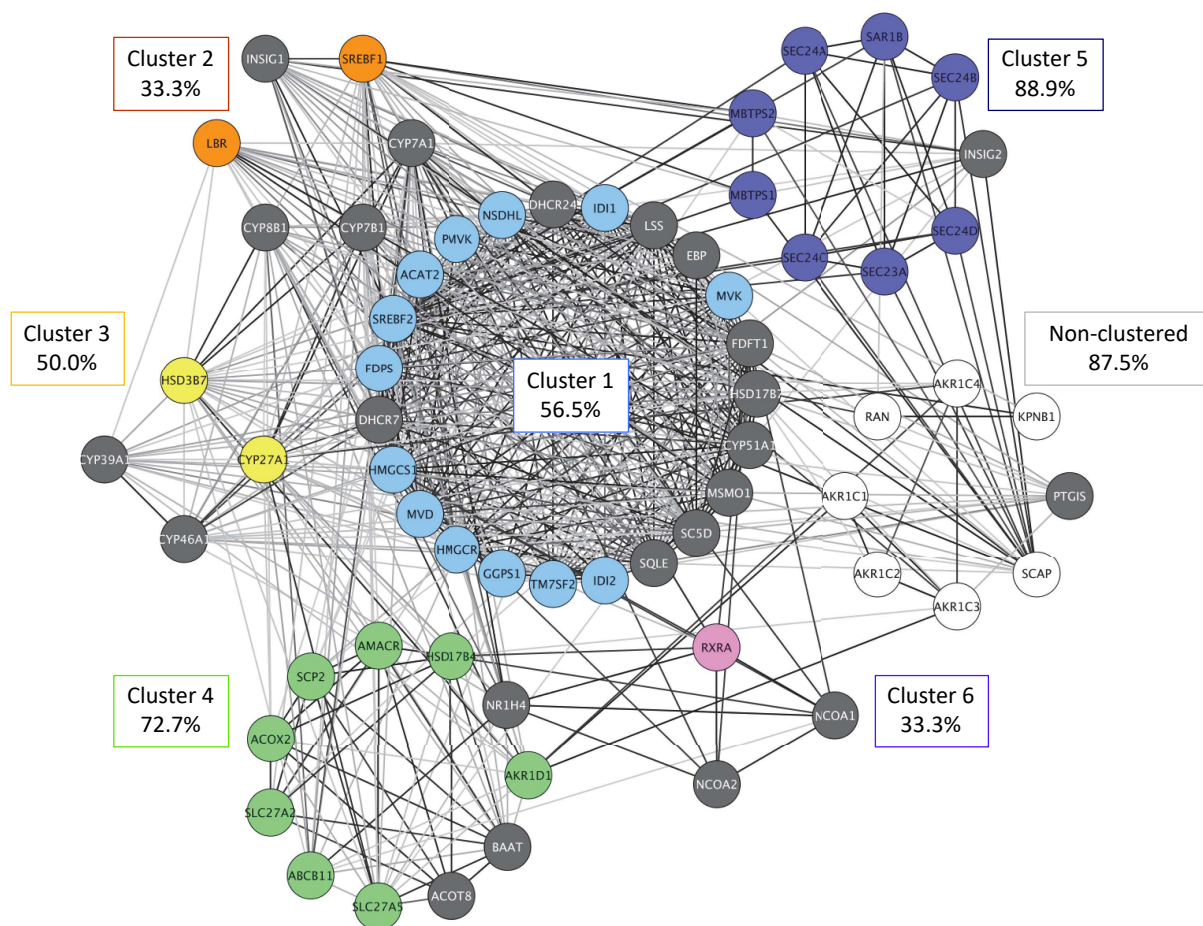 Cluster 2
33.3%
INSIG1
SREBF1
SEC24A
SAR1B
SEC24B
Cluster 5
88.9%
LBR
CYP7A1
MBTPS2
INSIG2
CYP8B1
CYP7B1
PMVK
NSDHL
DHCR24
IDI1
LSS
EBP
MBTPS1
SEC24C
SEC23A
SEC24D
ACAT2
MVK
SREBF2
FDFT1
Cluster 3
50.0%
HSD3B7
FDPS
Cluster 1
56.5%
HSD17B7
Non-clustered
87.5%
AKR1C4
RAN
KPNB1
DHCR7
CYP51A1
CYP39A1
CYP27A1
HMGCS1
MSMO1
AKR1C1
PTGIS
CYP46A1
MVD
SC5D
HMGCR
SQLE
GGPS1
TM7SF2
IDI2
AKR1C2
SCAP
AKR1C3
AMACR
HSD17B4
RXRA
SCP2
Cluster 4
72.7%
NR1H4
NCOA1
Cluster 6
33.3%
ACOX2
AKR1D1
NCOA2
SLC27A2
BAAT
ABCB11
ACOT8
SLC27A5